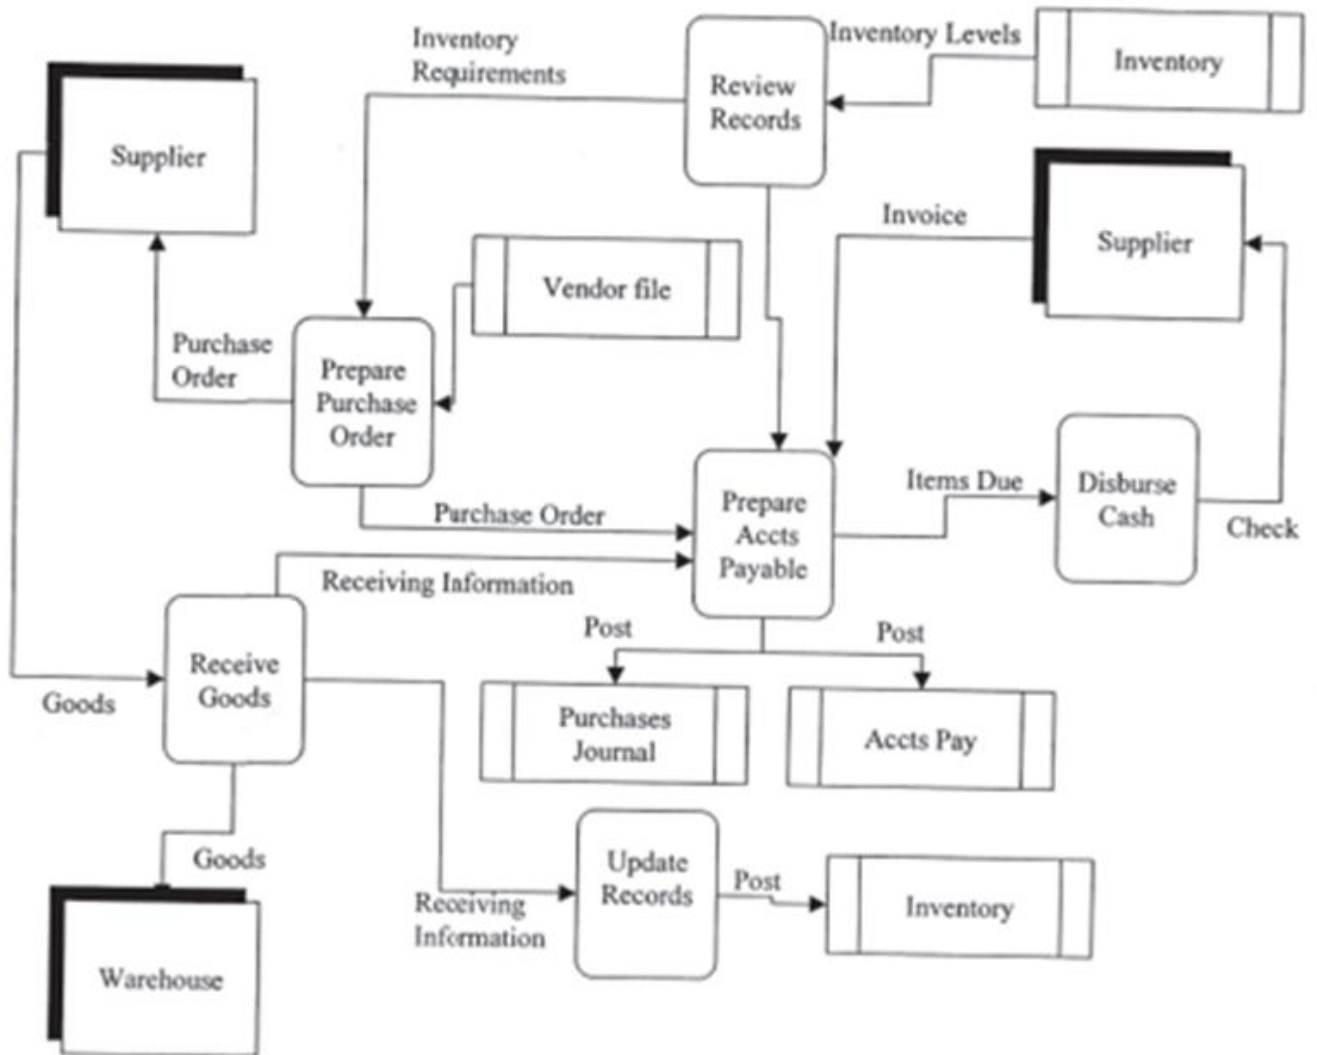 Inventory
Requirements
Inventory Levels
Inventory
Review
Records
Supplier
Invoice
Supplier
Vendor file
Purchase
Order
Prepare
Purchase
Order
Items Due
Disburse
Cash
Check
Prepare
Accts
Payable
Purchase Order
Receiving Information
Post
Post
Receive
Goods
Goods
Purchases
Journal
Accts Pay
Goods
Update
Records
Post
Inventory
Receiving
Information
Warehouse